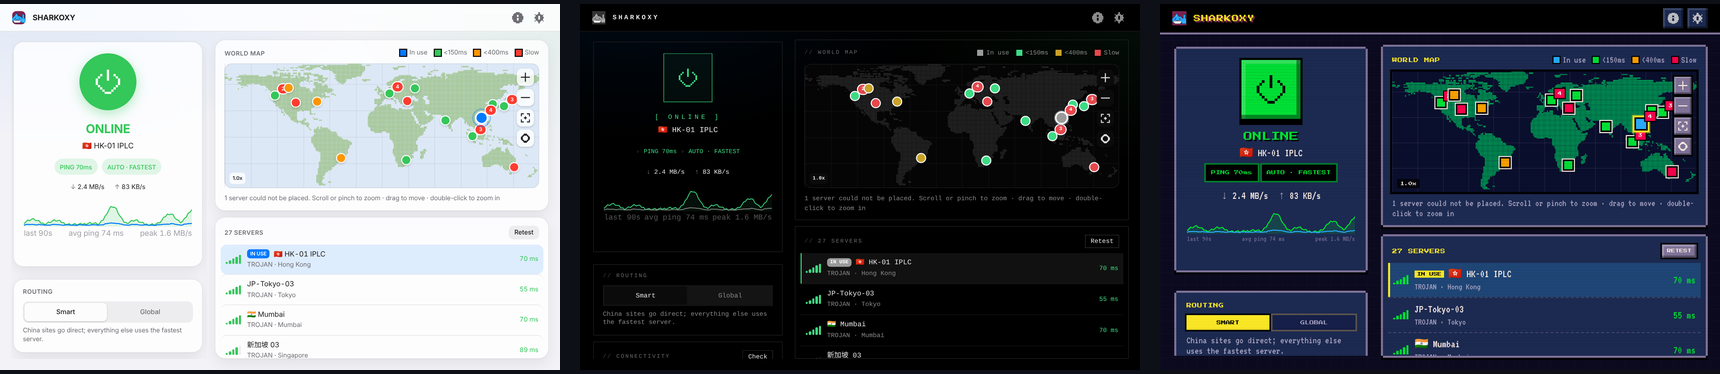 SHARKOXY
ONLINE
HK-01 IPLC
PING 70ms AUTO · FASTEST
↓ 2.4 MB/s ↑ 83 KB/s
last 90s avg ping 74 ms peak 1.6 MB/s
ROUTING
Smart Global
China sites go direct; everything else uses the fastest
server.
WORLD MAP In use <150ms <400ms Slow
1.0x
1 server could not be placed. Scroll or pinch to zoom · drag to move · double-click to zoom in
27 SERVERS Retest
IN USE HK-01 IPLC 70 ms
TROJAN · Hong Kong
JP-Tokyo-03 55 ms
TROJAN · Tokyo
Mumbai 70 ms
TROJAN · Mumbai
新加坡 03 89 ms
TROJAN · Singapore
SHARKOXY
[ ONLINE ]
HK-01 IPLC
· PING 70ms · AUTO · FASTEST
↓ 2.4 MB/s ↑ 83 KB/s
last 90s avg ping 74 ms peak 1.6 MB/s
// ROUTING
Smart Global
China sites go direct; everything else uses
the fastest server.
// CONNECTIVITY Check
// WORLD MAP In use <150ms <400ms Slow
1.0x
1 server could not be placed. Scroll or pinch to zoom · drag to move · double-
click to zoom in
// 27 SERVERS Retest
IN USE HK-01 IPLC 70 ms
TROJAN · Hong Kong
JP-Tokyo-03 55 ms
TROJAN · Tokyo
Mumbai 70 ms
TROJAN · Mumbai
新加坡 03
SHARKOXY
ONLINE
HK-01 IPLC
PING 70ms AUTO · FASTEST
↓ 2.4 MB/s ↑ 83 KB/s
last 90s avg ping 74 ms peak 1.6 MB/s
ROUTING
SMART GLOBAL
China sites go direct; everything else
uses the fastest server.
WORLD MAP In use <150ms <400ms Slow
1.0x
1 server could not be placed. Scroll or pinch to zoom · drag to move · double-
click to zoom in
27 SERVERS RETEST
IN USE HK-01 IPLC 70 ms
TROJAN · Hong Kong
JP-Tokyo-03 55 ms
TROJAN · Tokyo
Mumbai 70 ms